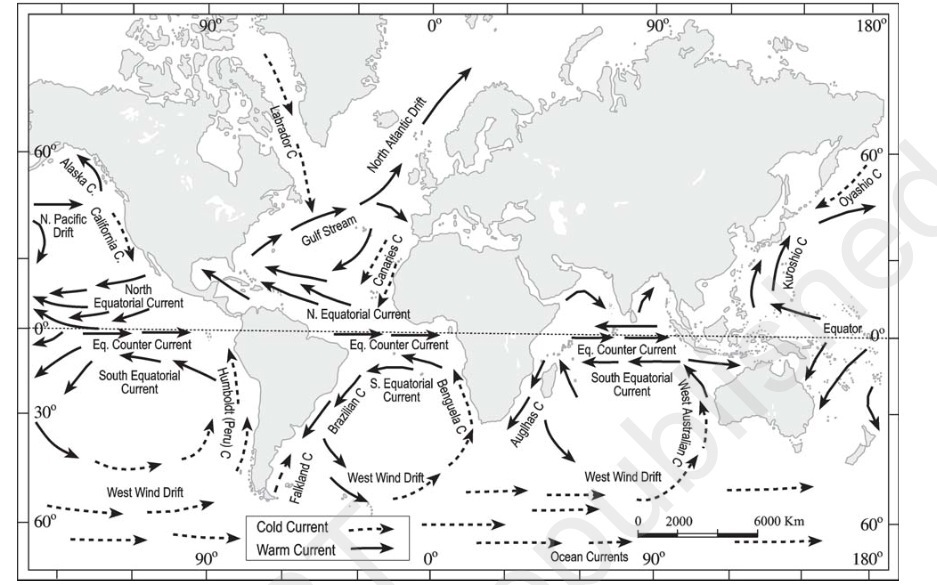 90°
0°
90°
180°
Labrador C
North Atlantic Drift
60°
60°
Alaska C.
Oyashio C
N. Pacific
Drift
California C.
Gulf Stream
Canaries C
Kuroshio C
North
Equatorial Current
N. Equatorial Current
Equator
0°
0°
Eq. Counter Current
Eq. Counter Current
Eq. Counter Current
South Equatorial
Current
S. Equatorial
Current
South Equatorial
Current
Humboldt (Peru) C
Brazilian C
Benguela C
Auglhas C
West Australian C
30°
30°
Falkland C
West Wind Drift
West Wind Drift
West Wind Drift
60°
60°
Cold Current
Warm Current
0 2000 6000 Km
Ocean Currents
90°
0°
90°
180°